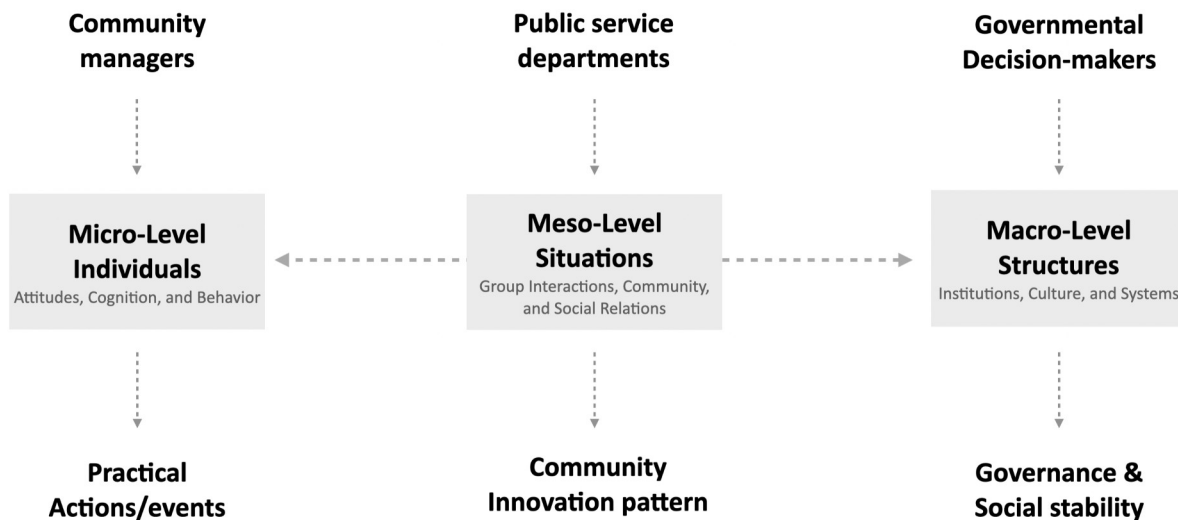 Community
managers
Public service
departments
Governmental
Decision-makers
Micro-Level
Individuals
Attitudes, Cognition, and Behavior
Meso-Level
Situations
Group Interactions, Community,
and Social Relations
Macro-Level
Structures
Institutions, Culture, and Systems
Practical
Actions/events
Community
Innovation pattern
Governance &
Social stability